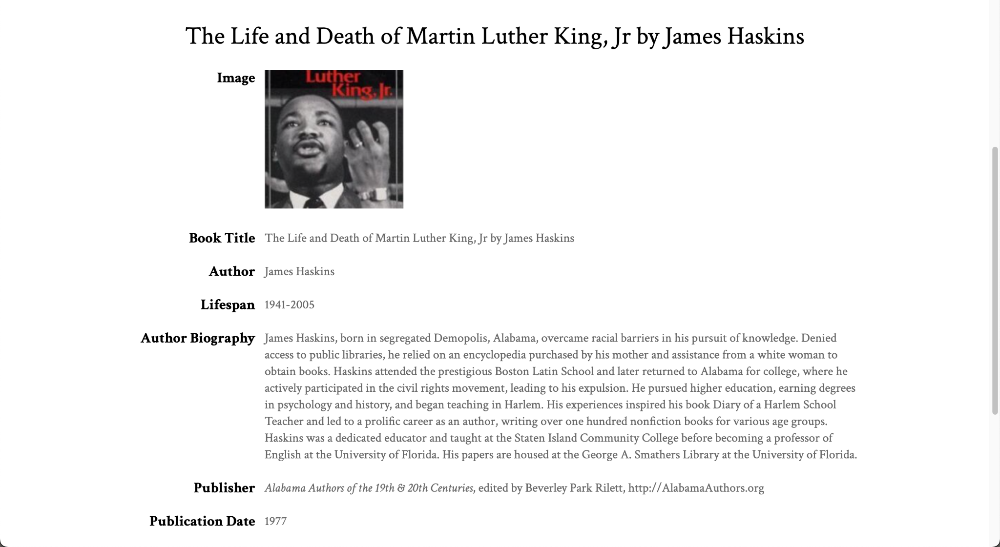 The Life and Death of Martin Luther King, Jr by James Haskins
Image
Luther
King, Jr.
Book Title
The Life and Death of Martin Luther King, Jr by James Haskins
Author
James Haskins
Lifespan
1941-2005
Author Biography
James Haskins, born in segregated Demopolis, Alabama, overcame racial barriers in his pursuit of knowledge. Denied
access to public libraries, he relied on an encyclopedia purchased by his mother and assistance from a white woman to
obtain books. Haskins attended the prestigious Boston Latin School and later returned to Alabama for college, where he
actively participated in the civil rights movement, leading to his expulsion. He pursued higher education, earning degrees
in psychology and history, and began teaching in Harlem. His experiences inspired his book Diary of a Harlem School
Teacher and led to a prolific career as an author, writing over one hundred nonfiction books for various age groups.
Haskins was a dedicated educator and taught at the Staten Island Community College before becoming a professor of
English at the University of Florida. His papers are housed at the George A. Smathers Library at the University of Florida.
Publisher
Alabama Authors of the 19th & 20th Centuries, edited by Beverley Park Rilett, http://AlabamaAuthors.org
Publication Date
1977